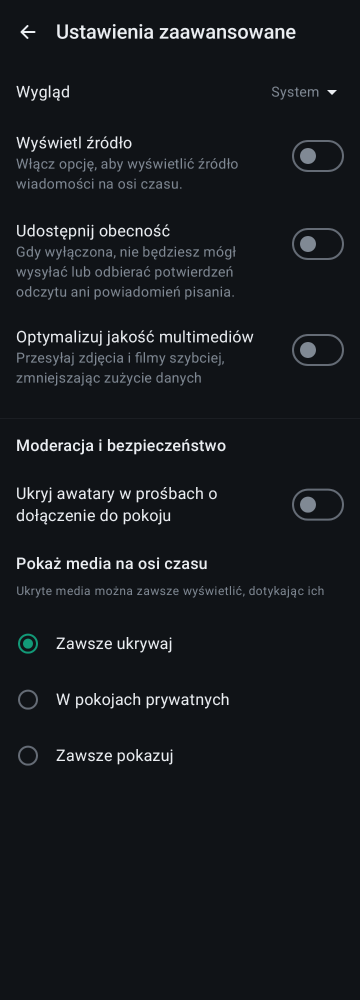 Ustawienia zaawansowane
Wygląd
System
Wyświetl źródło
Włącz opcję, aby wyświetlić źródło
wiadomości na osi czasu.
Udostępnij obecność
Gdy wyłączona, nie będziesz mógł
wysyłać lub odbierać potwierdzeń
odczytu ani powiadomień pisania.
Optymalizuj jakość multimediów
Przesyłaj zdjęcia i filmy szybciej,
zmniejszając zużycie danych
Moderacja i bezpieczeństwo
Ukryj awatary w prośbach o
dołączenie do pokoju
Pokaż media na osi czasu
Ukryte media można zawsze wyświetlić, dotykając ich
Zawsze ukrywaj
W pokojach prywatnych
Zawsze pokazuj